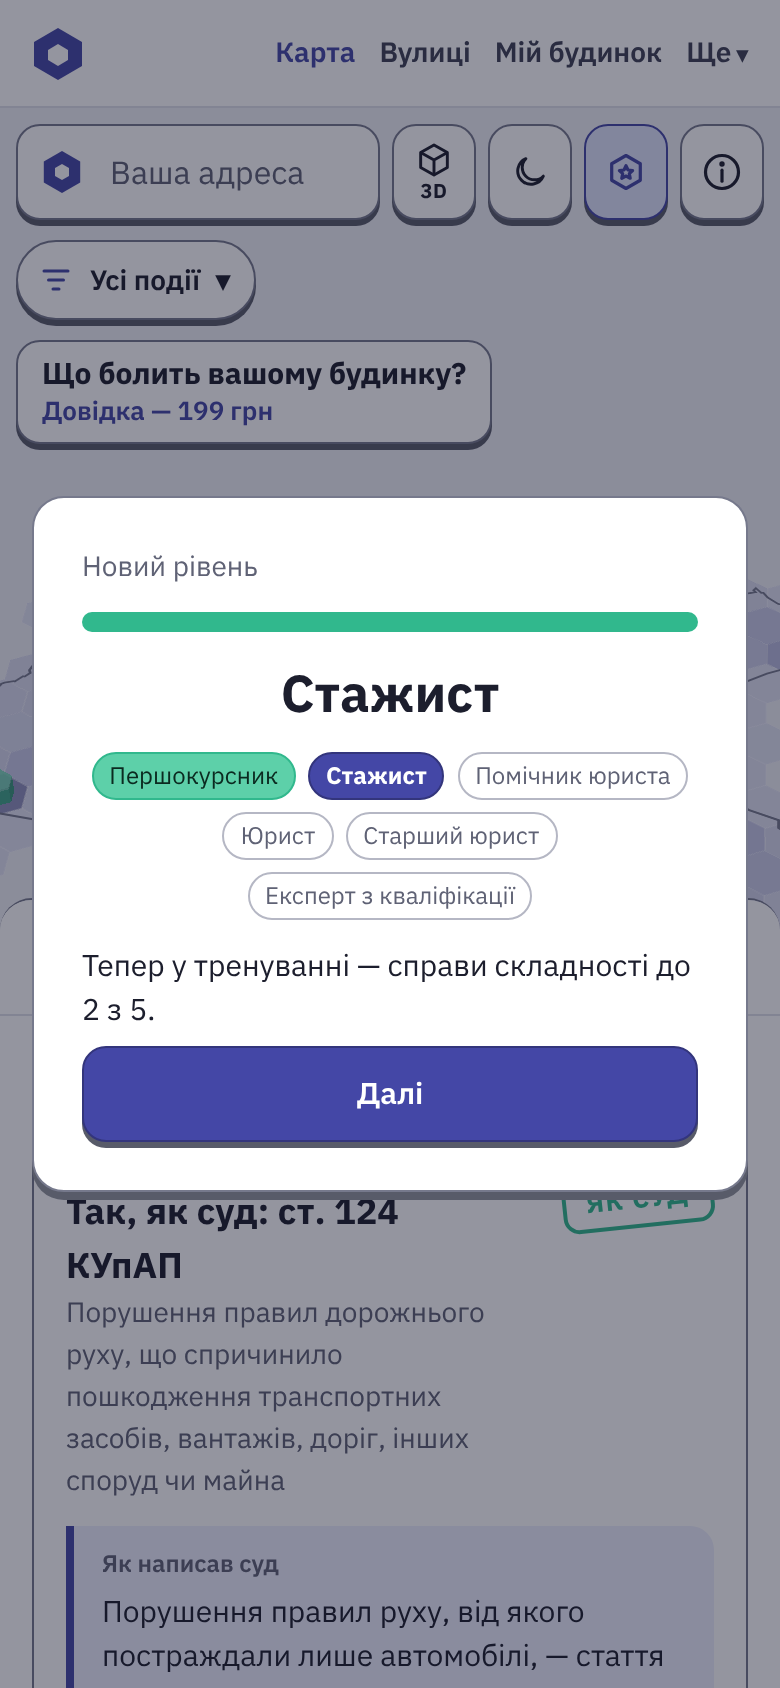 Карта Вулиці Мій будинок Ще ▾
Ваша адреса
3D
Усі події ▼
Що болить вашому будинку?
Довідка — 199 грн
Новий рівень
Стажист
Першокурсник Стажист Помічник юриста
Юрист Старший юрист
Експерт з кваліфікації
Тепер у тренуванні — справи складності до
2 з 5.
Далі
Так, як суд: ст. 124
як суд
КУпАП
Порушення правил дорожнього
руху, що спричинило
пошкодження транспортних
засобів, вантажів, доріг, інших
споруд чи майна
Як написав суд
Порушення правил руху, від якого
постраждали лише автомобілі, — стаття